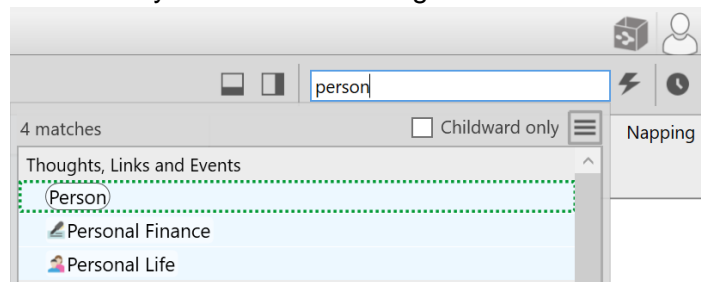 person
4 matches
Childward only
Napping
Thoughts, Links and Events
Person
Personal Finance
Personal Life